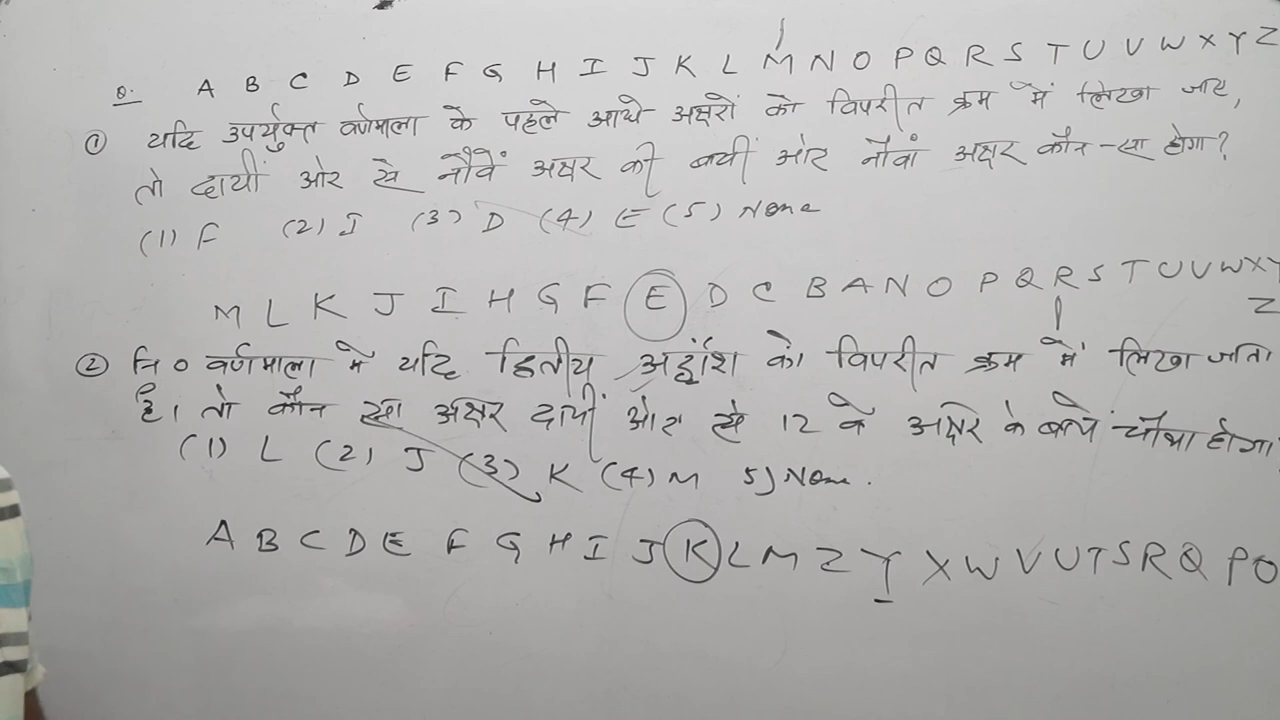 Q. A B C D E F G H I J K L M N O P Q R S T U V W X Y Z
① यदि उपर्युक्त वर्णमाला के पहले आधे अक्षरों को विपरीत क्रम में लिखा जाए,
तो दायीं ओर से नौवें अक्षर की बायीं ओर नौवां अक्षर कौन-सा होगा?
(1) F (2) I (3) D (4) E (5) None
M L K J I H G F E D C B A N O P Q R S T U V W X Y
Z
② नि० वर्णमाला में यदि द्वितीय अर्द्धांश को विपरीत क्रम में लिखा जाता
है। तो कौन सा अक्षर दायीं ओर से 12 वें अक्षर के बायें चौथा होगा
(1) L (2) J (3) K (4) M 5) None.
A B C D E F G H I J K L M Z Y X W V U T S R Q P O